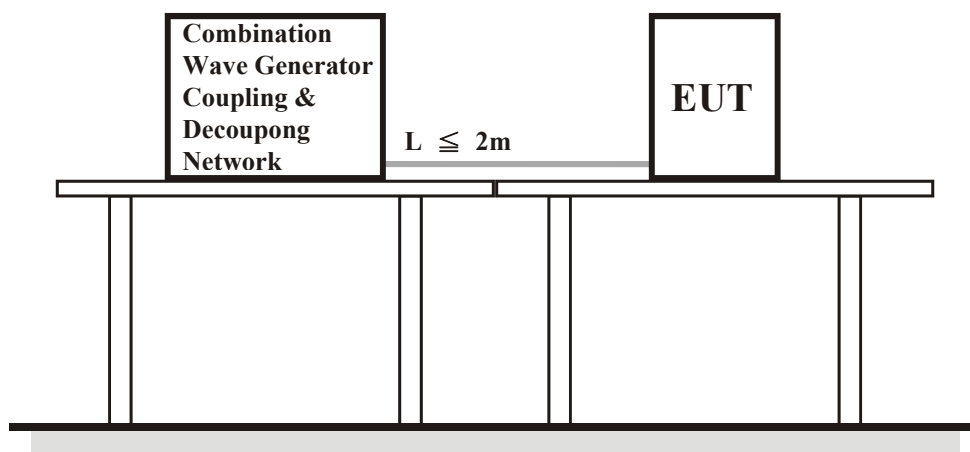 Combination
Wave Generator
Coupling &
Decoupong
Network
L ≦ 2m
EUT